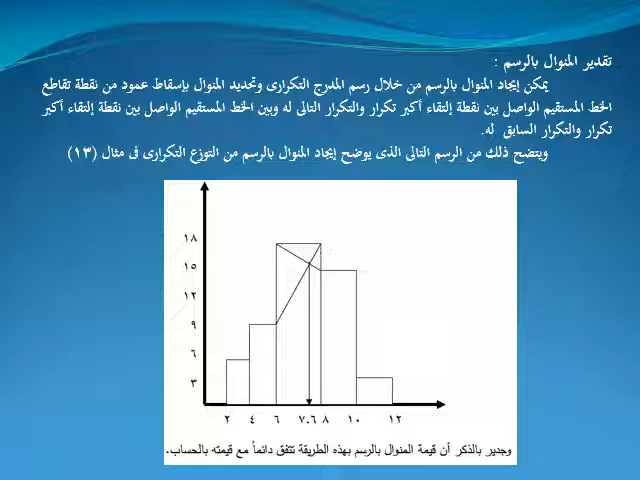 تقدير المنوال بالرسم :
يمكن إيجاد المنوال بالرسم من خلال رسم المدرج التكرارى وتحديد المنوال بإسقاط عمود من نقطة تقاطع
الخط المستقيم الواصل بين نقطة إلتقاء أكبر تكرار والتكرار التالى له وبين الخط المستقيم الواصل بين نقطة إلتقاء أكبر
تكرار والتكرار السابق له.
ويتضح ذلك من الرسم التالى الذى يوضح إيجاد المنوال بالرسم من التوزع التكرارى فى مثال (١٣)
١٨
١٥
١٢
٩
٦
٣
٢ ٤ ٦ ٧.٦ ٨ ١٠ ١٢
وجدير بالذكر أن قيمة المنوال بالرسم بهذه الطريقة تتفق دائماً مع قيمته بالحساب.